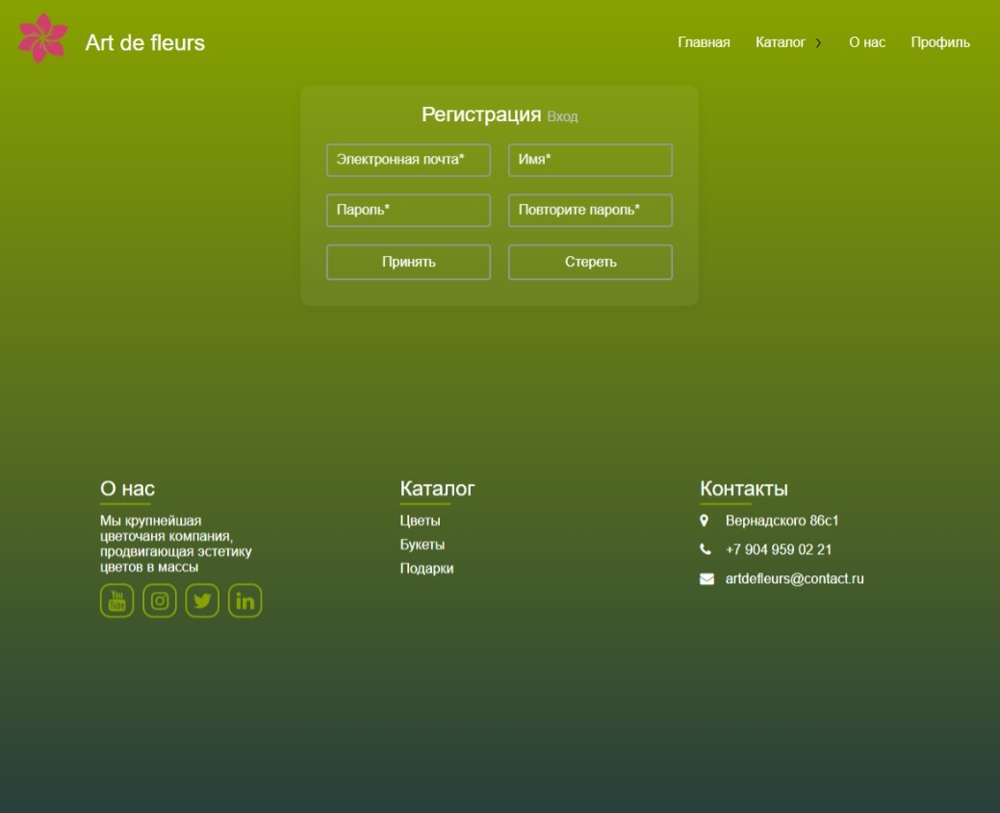 Art de fleurs
Главная Каталог О нас Профиль
Регистрация Вход
Электронная почта* Имя*
Пароль* Повторите пароль*
Принять Стереть
О нас
Мы крупнейшая
цветочаня компания,
продвигающая эстетику
цветов в массы
You
Tube
in
Каталог
Цветы
Букеты
Подарки
Контакты
Вернадского 86с1
+7 904 959 02 21
artdefleurs@contact.ru